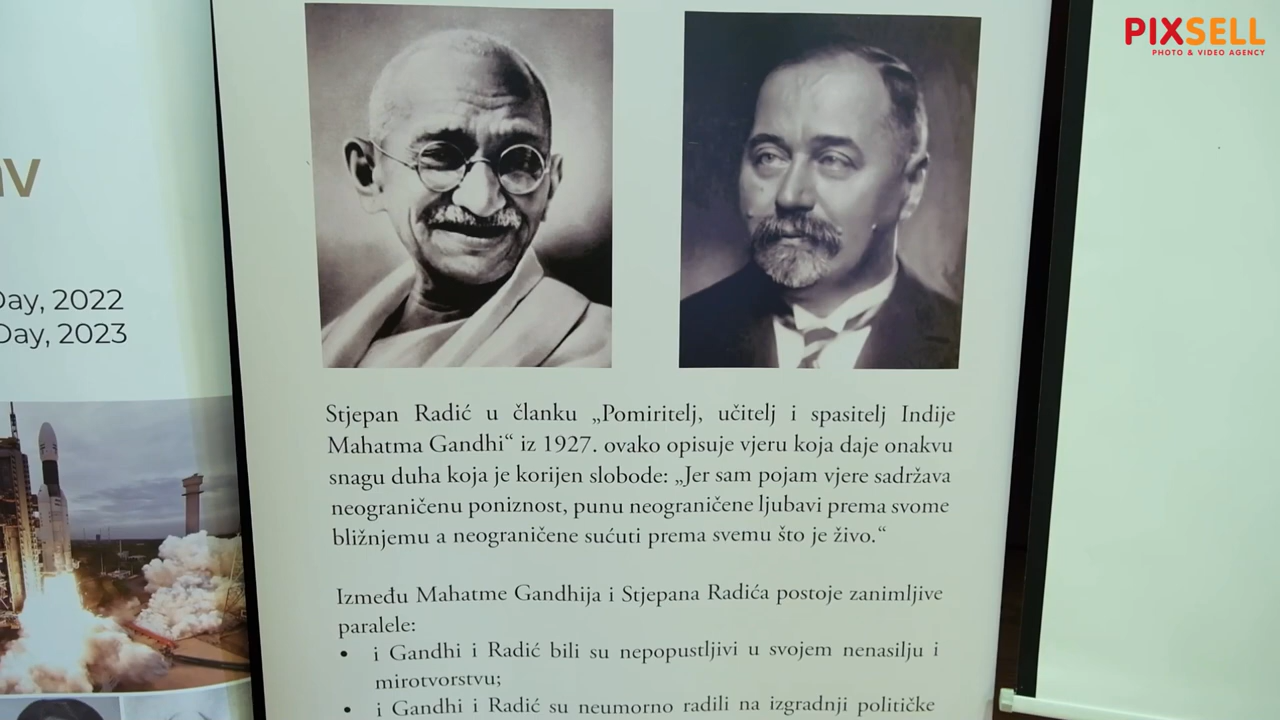 PIXSELL
PHOTO & VIDEO AGENCY
Day, 2022
Day, 2023
Stjepan Radić u članku „Pomiritelj, učitelj i spasitelj Indije
Mahatma Gandhi“ iz 1927. ovako opisuje vjeru koja daje onakvu
snagu duha koja je korijen slobode: „Jer sam pojam vjere sadržava
neograničenu poniznost, punu neograničene ljubavi prema svome
bližnjemu a neograničene sućuti prema svemu što je živo.“
Između Mahatme Gandhija i Stjepana Radića postoje zanimljive
paralele:
• i Gandhi i Radić bili su nepopustljivi u svojem nenasilju i
mirotvorstvu;
• i Gandhi i Radić su neumorno radili na izgradnji političke